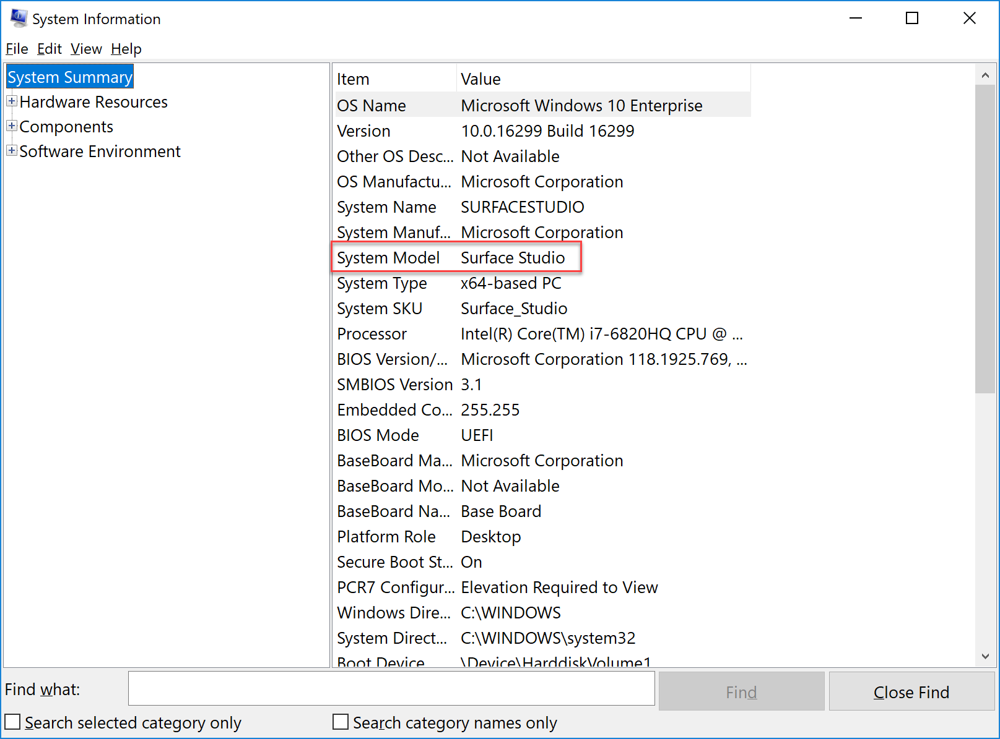 System Information
File Edit View Help
System Summary
Hardware Resources
Components
Software Environment
Item Value
OS Name Microsoft Windows 10 Enterprise
Version 10.0.16299 Build 16299
Other OS Desc... Not Available
OS Manufactu... Microsoft Corporation
System Name SURFACESTUDIO
System Manuf... Microsoft Corporation
System Model Surface Studio
System Type x64-based PC
System SKU Surface_Studio
Processor Intel(R) Core(TM) i7-6820HQ CPU @ ...
BIOS Version/... Microsoft Corporation 118.1925.769, ...
SMBIOS Version 3.1
Embedded Co... 255.255
BIOS Mode UEFI
BaseBoard Ma... Microsoft Corporation
BaseBoard Mo... Not Available
BaseBoard Na... Base Board
Platform Role Desktop
Secure Boot St... On
PCR7 Configur... Elevation Required to View
Windows Dire... C:\WINDOWS
System Direct... C:\WINDOWS\system32
Boot Device \Device\HarddiskVolume1
Find what: Find Close Find
Search selected category only Search category names only